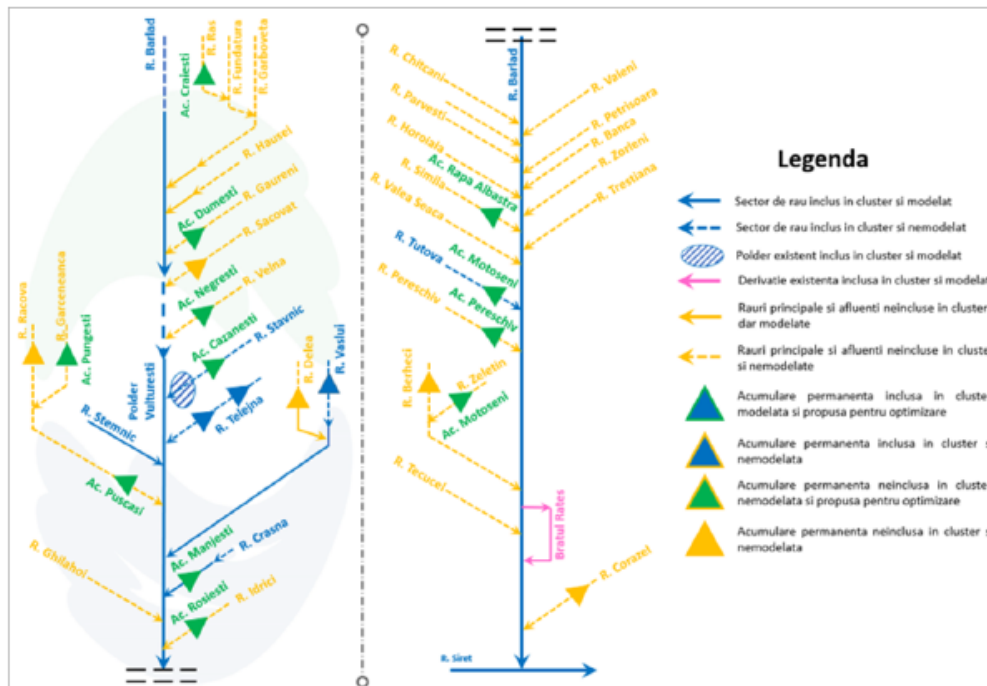 R. Barlad
Ac. Craiesti
R. Ras
R. Fundatura
R. Garboveta
R. Hausei
R. Gaureni
Ac. Dumesti
R. Sacovat
Ac. Negresti
R. Velna
Ac. Cazanesti
R. Stavnic
R. Racova
R. Garceneanca
Ac. Pungesti
Polder
Vulturesti
R. Telejna
R. Delea
R. Vaslui
R. Stemnic
Ac. Puscasi
Ac. Manjesti
R. Crasna
R. Ghilahoi
Ac. Rosiesti
R. Idrici
R. Barlad
R. Chitcani
R. Valeni
R. Parvesti
R. Petrisoara
R. Banca
R. Horoiala
R. Zorleni
Ac. Rapa Albastra
R. Simila
R. Trestiana
R. Valea Seaca
R. Tutova
Ac. Motoseni
R. Pereschiv
Ac. Pereschiv
R. Berheci
R. Zeletin
Ac. Motoseni
R. Tecucel
Bratul Rates
R. Corozel
R. Siret
Legenda
Sector de rau inclus in cluster si modelat
Sector de rau inclus in cluster si nemodelat
Polder existent inclus in cluster si modelat
Derivatie existenta inclusa in cluster si modelat
Rauri principale si afluenti neincluse in cluster
dar modelate
Rauri principale si afluenti neincluse in cluste
si nemodelate
Acumulare permanenta inclusa in cluste
modelata si propusa pentru optimizare
Acumulare permanenta inclusa in cluster s
nemodelata
Acumulare permanenta neinclusa in cluster
nemodelata si propusa pentru optimizare
Acumulare permanenta neinclusa in cluster s
nemodelata